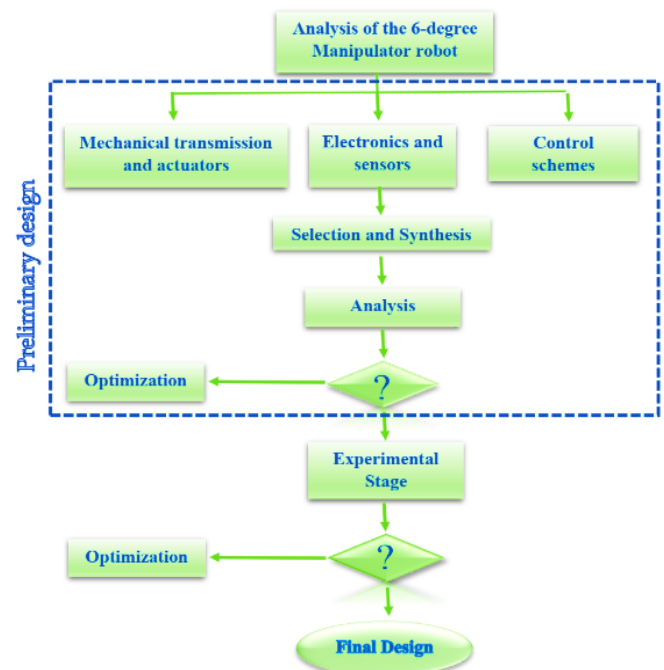 Analysis of the 6-degree
Manipulator robot
Preliminary design
Mechanical transmission
and actuators
Electronics and
sensors
Control
schemes
Selection and Synthesis
Analysis
Optimization
?
Experimental
Stage
Optimization
?
Final Design